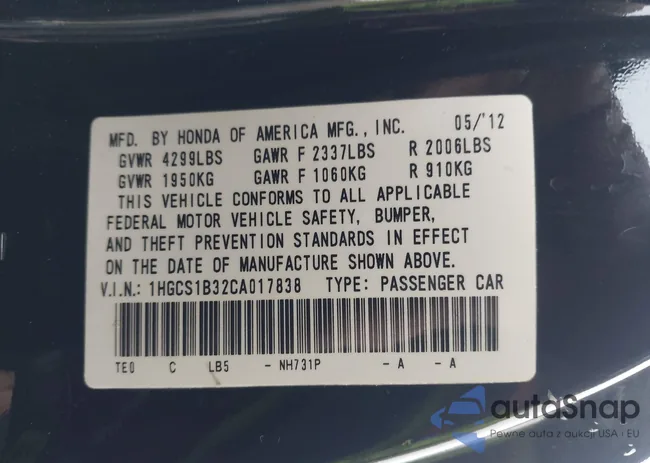 MFD. BY HONDA OF AMERICA MFG., INC. 05/'12
GVWR 4299LBS GAWR F 2337LBS R 2006LBS
GVWR 1950KG GAWR F 1060KG R 910KG
THIS VEHICLE CONFORMS TO ALL APPLICABLE
FEDERAL MOTOR VEHICLE SAFETY, BUMPER,
AND THEFT PREVENTION STANDARDS IN EFFECT
ON THE DATE OF MANUFACTURE SHOWN ABOVE.
V.I.N.: 1HGCS1B32CA017838 TYPE: PASSENGER CAR
TE0 C LB5 - NH731P - A - A
autoSnap
Pewne auta z aukcji USA i EU